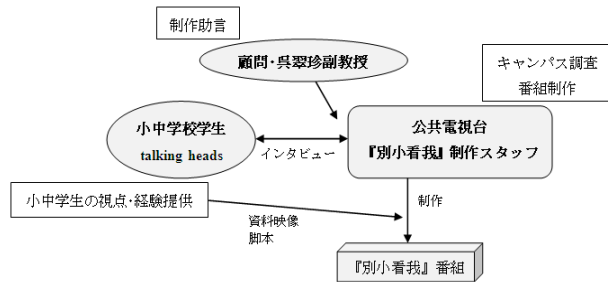 制作助言
顧問・呉翠珍副教授
キャンパス調査
番組制作
小中学校学生
talking heads
インタビュー
公共電視台
『別小看我』制作スタッフ
小中学生の視点・経験提供
資料映像
脚本
制作
『別小看我』番組